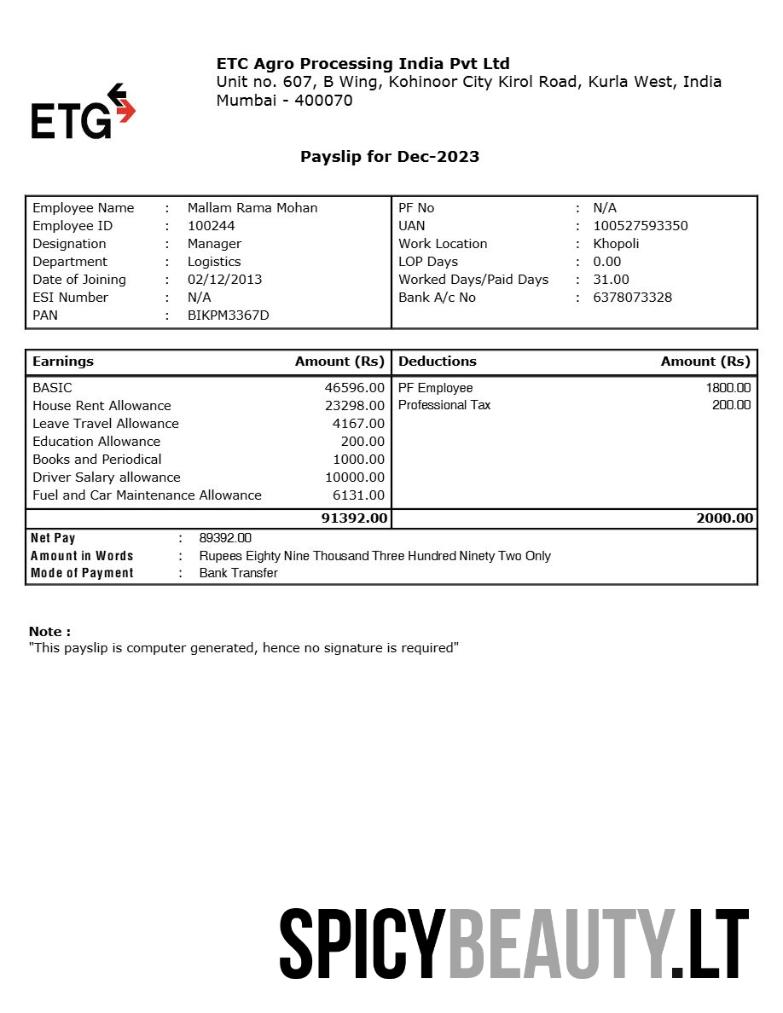 ETC Agro Processing India Pvt Ltd
Unit no. 607, B Wing, Kohinoor City Kirol Road, Kurla West, India
Mumbai - 400070
ETG
Payslip for Dec-2023
Employee Name : Mallam Rama Mohan PF No : N/A
Employee ID : 100244 UAN : 100527593350
Designation : Manager Work Location : Khopoli
Department : Logistics LOP Days : 0.00
Date of Joining : 02/12/2013 Worked Days/Paid Days : 31.00
ESI Number : N/A Bank A/c No : 6378073328
PAN : BIKPM3367D
Earnings Amount (Rs) Deductions Amount (Rs)
BASIC 46596.00 PF Employee 1800.00
House Rent Allowance 23298.00 Professional Tax 200.00
Leave Travel Allowance 4167.00
Education Allowance 200.00
Books and Periodical 1000.00
Driver Salary allowance 10000.00
Fuel and Car Maintenance Allowance 6131.00
91392.00 2000.00
Net Pay : 89392.00
Amount in Words : Rupees Eighty Nine Thousand Three Hundred Ninety Two Only
Mode of Payment : Bank Transfer
Note :
"This payslip is computer generated, hence no signature is required"
SPICYBEAUTY.LT